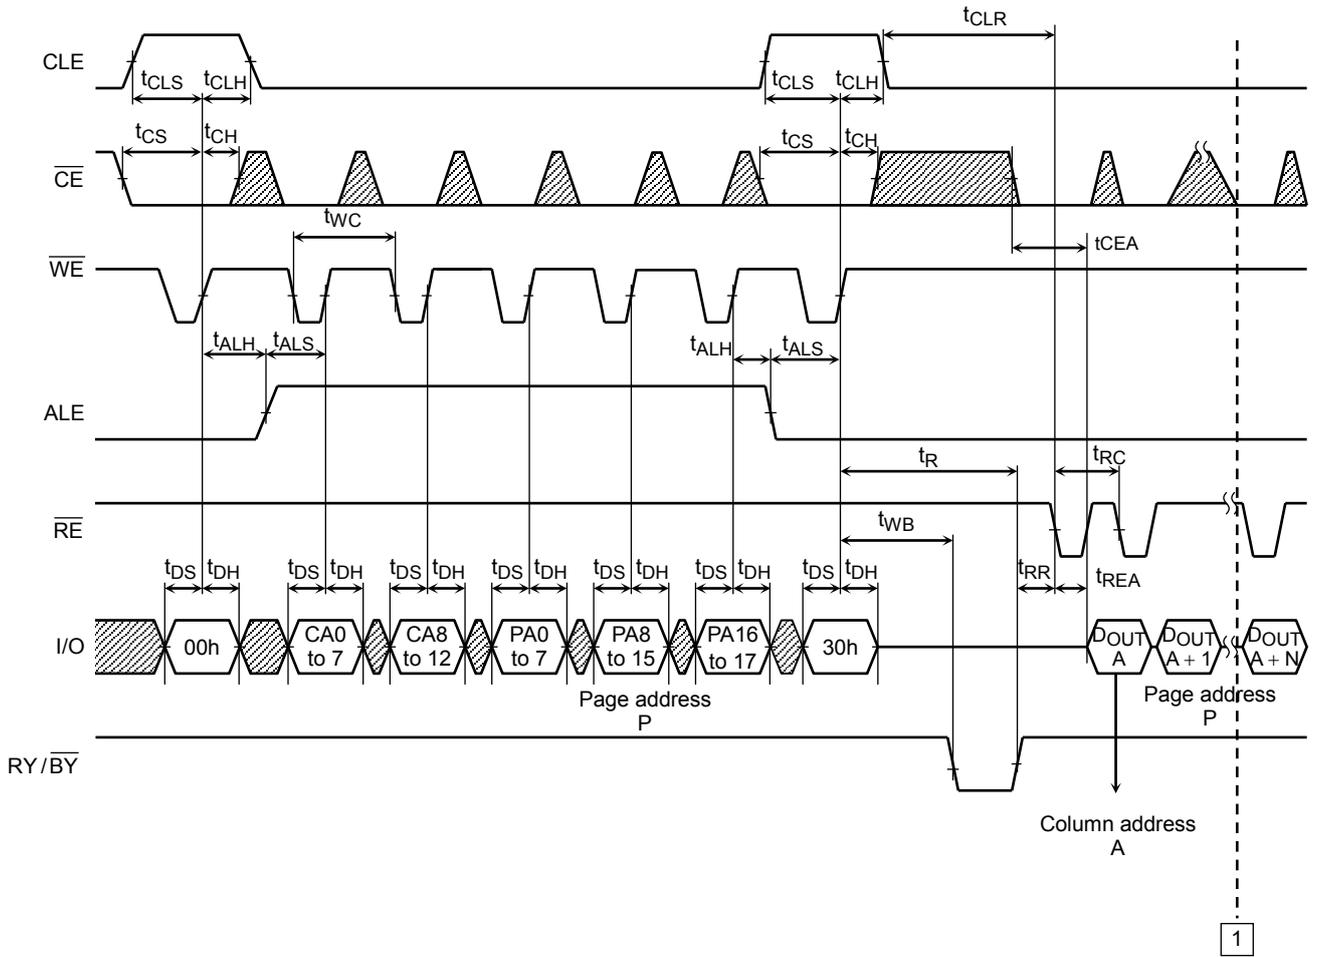 tCLR
CLE
tCLS tCLH tCLS tCLH
tCS tCH tCS tCH
CE
tWC tCEA
WE
tALH tALS tALH tALS
ALE
tR tRC
RE
tWB
tDS tDH tDS tDH tDS tDH tDS tDH tDS tDH tDS tDH tDS tDH tRR tREA
I/O 00h CA0 to 7 CA8 to 12 PA0 to 7 PA8 to 15 PA16 to 17 30h DOUT A DOUT A + 1 DOUT A + N
Page address
P
Page address
P
RY/BY
Column address
A
1